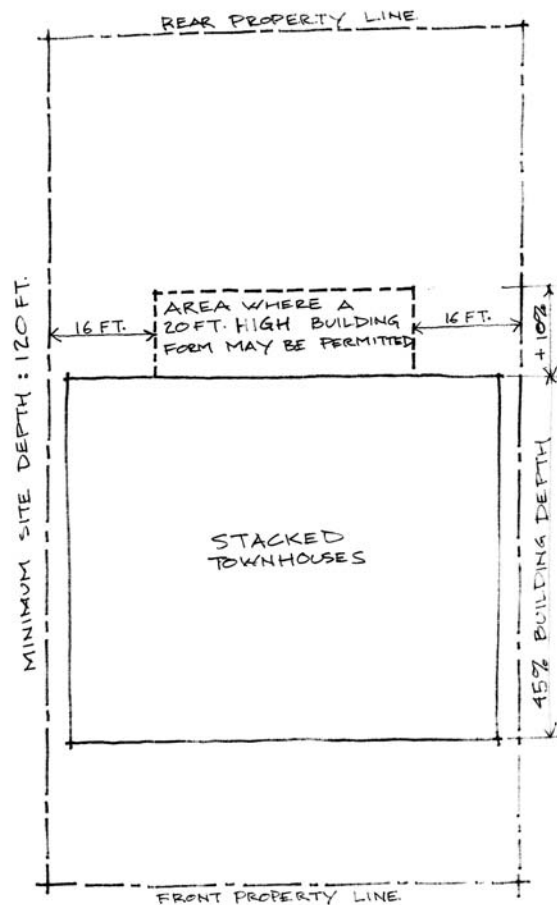 REAR PROPERTY LINE
MINIMUM SITE DEPTH : 120 FT.
16 FT.
AREA WHERE A
20 FT. HIGH BUILDING
FORM MAY BE PERMITTED
16 FT.
+10%
STACKED
TOWNHOUSES
45% BUILDING DEPTH
FRONT PROPERTY LINE